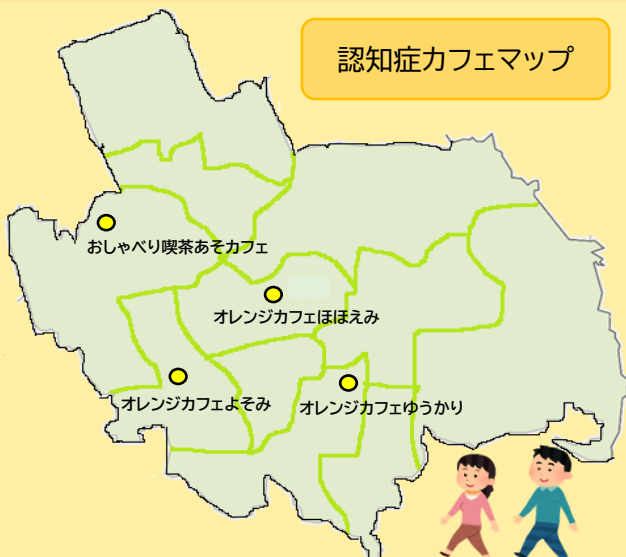 認知症カフェマップ
おしゃべり喫茶あそカフェ
オレンジカフェほほえみ
オレンジカフェよそみ
オレンジカフェゆうかり